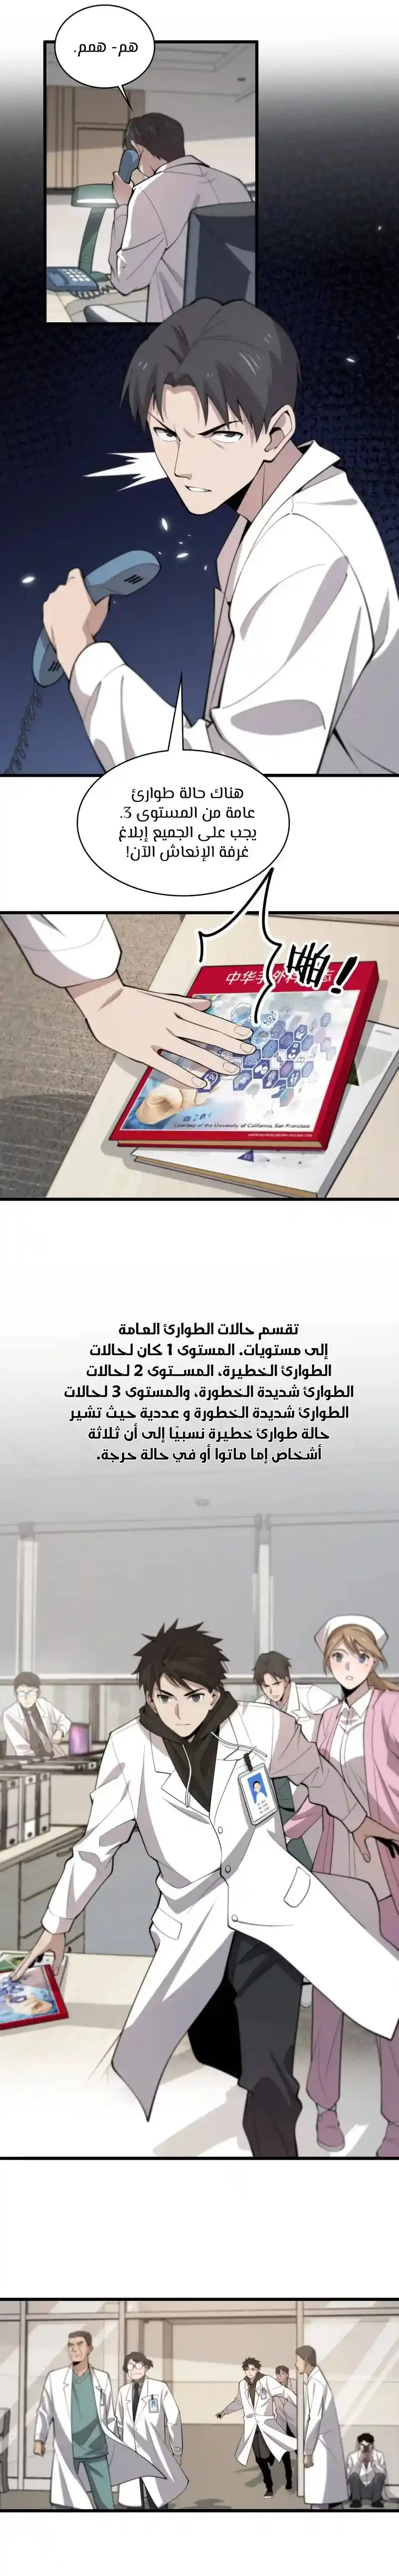 هم- همم.
هناك حالة طوارئ
عامة من المستوى 3.
يجب على الجميع إبلاغ
غرفة الإنعاش الآن!
啪!
中华
Courtesy of the University of California, San Francisco
تقسم حالات الطوارئ العامة
إلى مستويات. المستوى 1 كان لحالات
الطوارئ الخطيرة، المستوى 2 لحالات
الطوارئ شديدة الخطورة، والمستوى 3 لحالات
الطوارئ شديدة الخطورة و عددية حيث تشير
حالة طوارئ خطيرة نسبيًا إلى أن ثلاثة
أشخاص إما ماتوا أو في حالة حرجة.